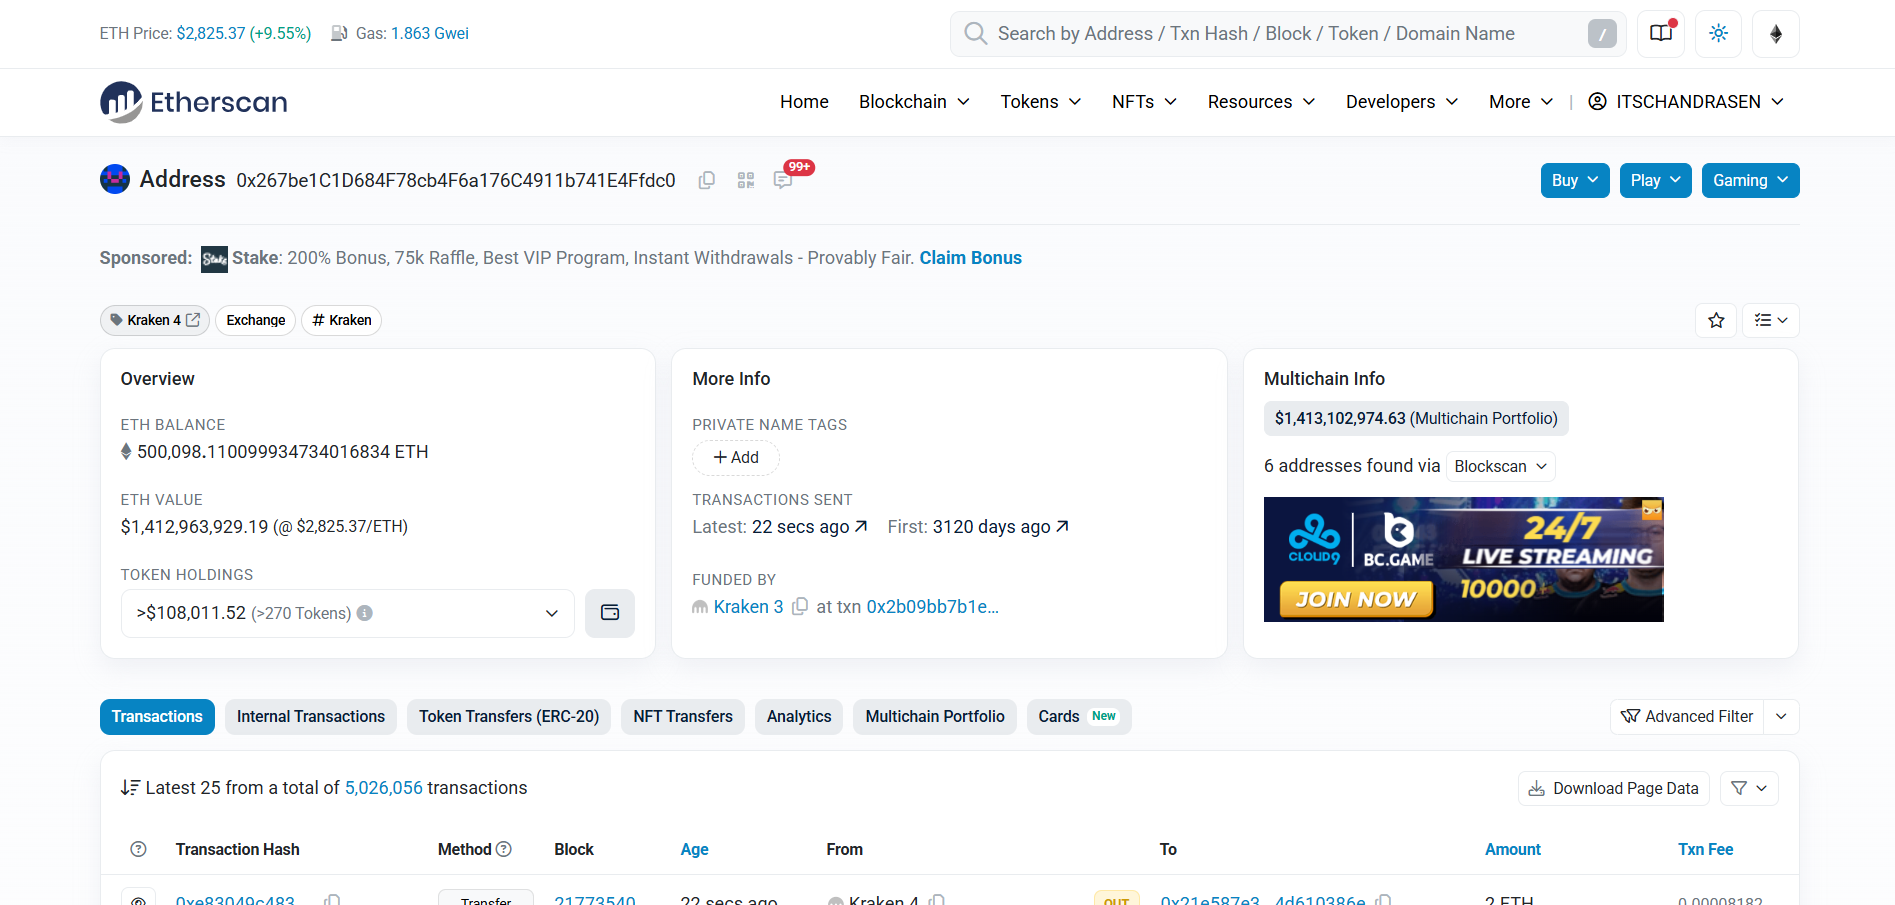 ETH Price: $2,825.37 (+9.55%) Gas: 1.863 Gwei
Search by Address / Txn Hash / Block / Token / Domain Name /
Etherscan
Home Blockchain Tokens NFTs Resources Developers More | ITSCHANDRASEN
Address 0x267be1C1D684F78cb4F6a176C4911b741E4Ffdc0 99+
Buy Play Gaming
Sponsored: Stake Stake: 200% Bonus, 75k Raffle, Best VIP Program, Instant Withdrawals - Provably Fair. Claim Bonus
Kraken 4 Exchange # Kraken
Overview
ETH BALANCE
500,098.110099934734016834 ETH
ETH VALUE
$1,412,963,929.19 (@ $2,825.37/ETH)
TOKEN HOLDINGS
>$108,011.52 (>270 Tokens)
More Info
PRIVATE NAME TAGS
+ Add
TRANSACTIONS SENT
Latest: 22 secs ago First: 3120 days ago
FUNDED BY
Kraken 3 at txn 0x2b09bb7b1e...
Multichain Info
$1,413,102,974.63 (Multichain Portfolio)
6 addresses found via Blockscan
CLOUD9 BC.GAME
24/7
LIVE STREAMING
10000+
JOIN NOW
Transactions Internal Transactions Token Transfers (ERC-20) NFT Transfers Analytics Multichain Portfolio Cards New
Advanced Filter
Latest 25 from a total of 5,026,056 transactions
Download Page Data
Transaction Hash Method Block Age From To Amount Txn Fee
0xe83049c483 Transfer 21773540 22 secs ago Kraken 4 OUT 0x21e587e3...4d610386e 2 ETH 0.00008182